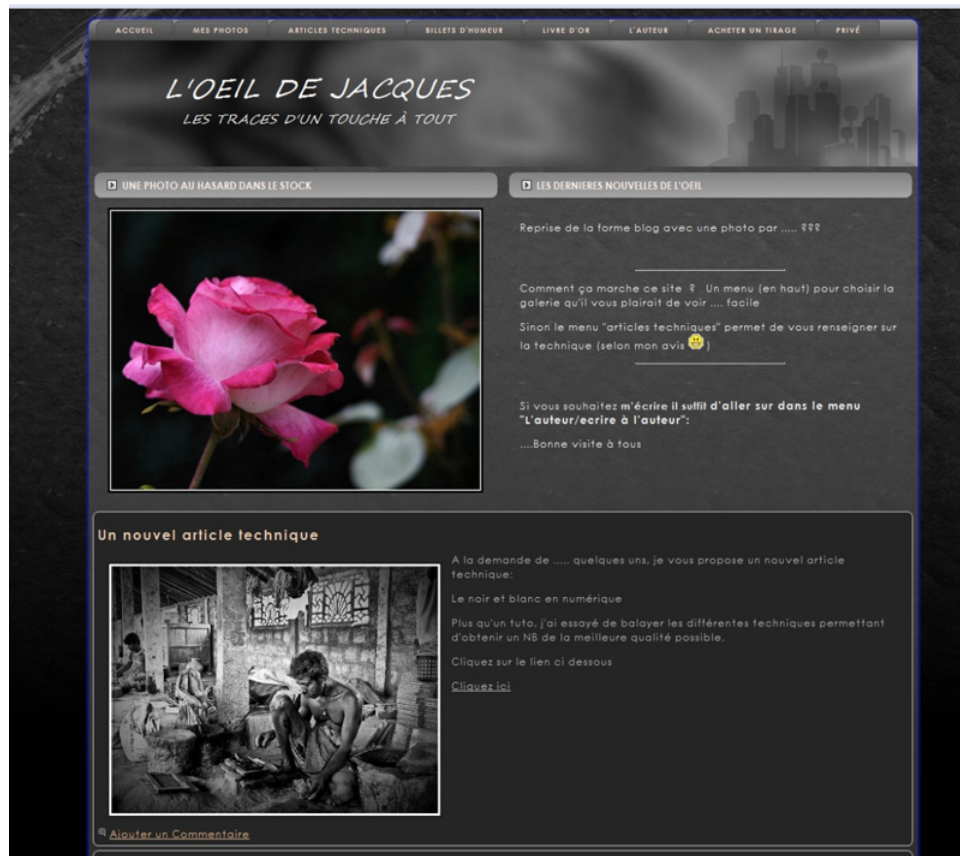 ACCUEIL MES PHOTOS ARTICLES TECHNIQUES BILLETS D'HUMEUR LIVRE D'OR L'AUTEUR ACHETER UN TIRAGE PRIVÉ
L'OEIL DE JACQUES
LES TRACES D'UN TOUCHE À TOUT
UNE PHOTO AU HASARD DANS LE STOCK
LES DERNIERES NOUVELLES DE L'OEIL
Reprise de la forme blog avec une photo par ..... ???
Comment ça marche ce site ? Un menu (en haut) pour choisir la
galerie qu'il vous plairait de voir .... facile
Sinon le menu "articles techniques" permet de vous renseigner sur
la technique (selon mon avis )
Si vous souhaitez m'écrire il suffit d'aller sur dans le menu
"L'auteur/ecrire à l'auteur":
....Bonne visite à tous
Un nouvel article technique
A la demande de ..... quelques uns, je vous propose un nouvel article
technique:
Le noir et blanc en numérique
Plus qu'un tuto, j'ai essayé de balayer les différentes techniques permettant
d'obtenir un NB de la meilleure qualité possible.
Cliquez sur le lien ci dessous
Cliquez ici
Ajouter un Commentaire